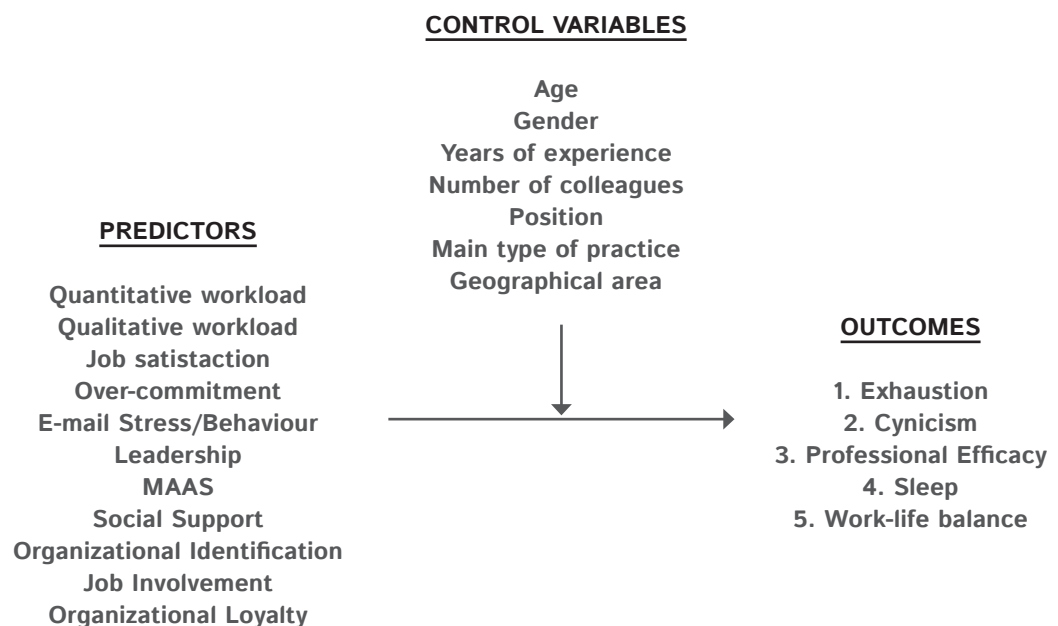 CONTROL VARIABLES
Age
Gender
Years of experience
Number of colleagues
Position
Main type of practice
Geographical area
PREDICTORS
Quantitative workload
Qualitative workload
Job satistaction
Over-commitment
E-mail Stress/Behaviour
Leadership
MAAS
Social Support
Organizational Identification
Job Involvement
Organizational Loyalty
OUTCOMES
1. Exhaustion
2. Cynicism
3. Professional Efficacy
4. Sleep
5. Work-life balance